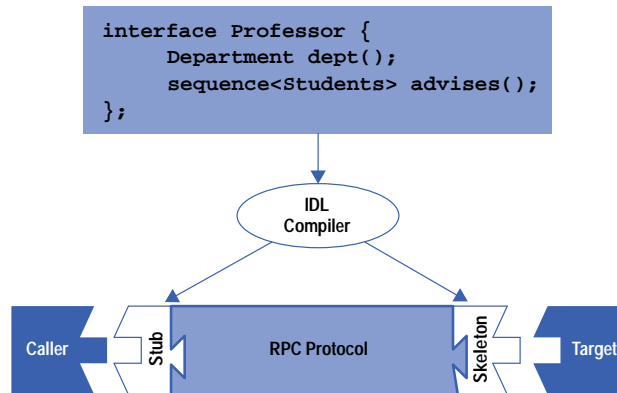 interface Professor {
Department dept();
sequence<Students> advises();
};
IDL
Compiler
Caller
Stub
RPC Protocol
Skeleton
Target